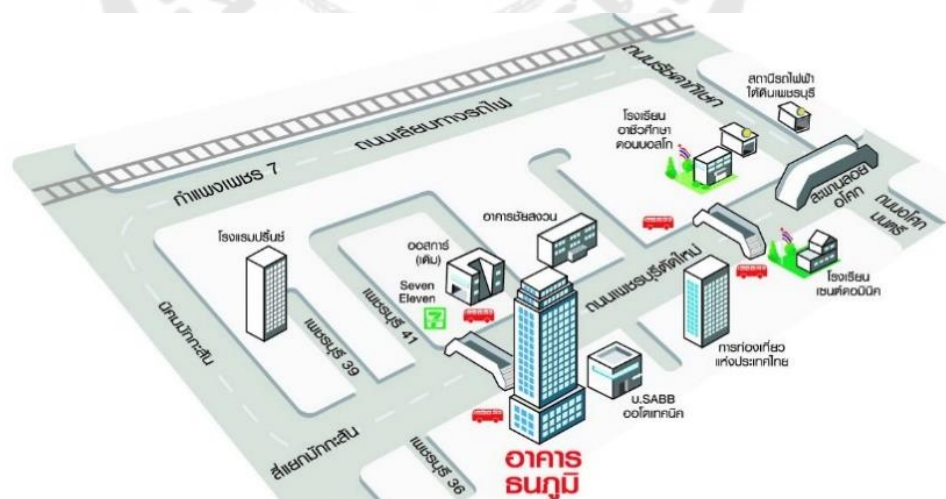 ถนนรัชดาภิเษก
สถานีรถไฟฟ้า
ใต้ดินเพชรบุรี
ถนนเลียบทางรถไฟ
โรงเรียน
อาชีวศึกษา
ดอนบอสโก
กำแพงเพชร 7
สะพานลอย
อโศก
ถนนอโศก
มนตรี
อาคารชัยสงวน
โรงแรมปริ๊นซ์
ออสการ์
(เดิม)
ถนนเพชรบุรีตัดใหม่
โรงเรียน
เซนต์ดอมินิค
Seven
Eleven
7
นิคมมักกะสัน
เพชรบุรี 39
เพชรบุรี 41
การท่องเที่ยว
แห่งประเทศไทย
บ.SABB
ออโตเทคนิค
สี่แยกมักกะสัน
เพชรบุรี 36
อาคาร
ธนภูมิ